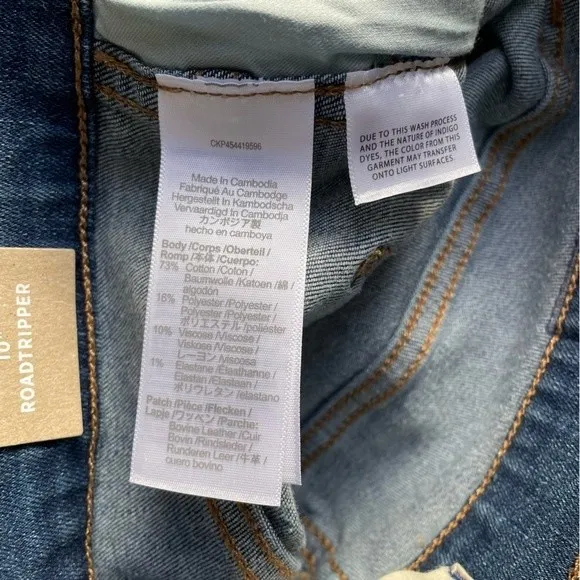 CKP454419596
Made In Cambodia
Fabriqué Au Cambodge
Hergestellt In Kambodscha
Vervaardigd In Cambodja
カンボジア製
hecho en camboya
Body /Corps /Oberteil /
Romp /本体 /Cuerpo:
73% Cotton /Coton /
Baumwolle /Katoen /綿 /
algodón
16% Polyester /Polyester /
Polyester /Polyester /
ポリエステル /poliéster
10% Viscose /Viscose /
Viskose /Viscose /
レーヨン /Viscosa
1% Elastane /Élasthanne /
Elastan /Elastaan /
ポリウレタン /elastano
Patch /Pièce /Flecken /
Lapje /ワッペン /Parche:
Bovine Leather /Cuir
Bovin /Rindsleder /
Runderen Leer /牛革 /
cuero bovino
DUE TO THIS WASH PROCESS
AND THE NATURE OF INDIGO
DYES, THE COLOR FROM THIS
GARMENT MAY TRANSFER
ONTO LIGHT SURFACES.
10"
ROADTRIPPER